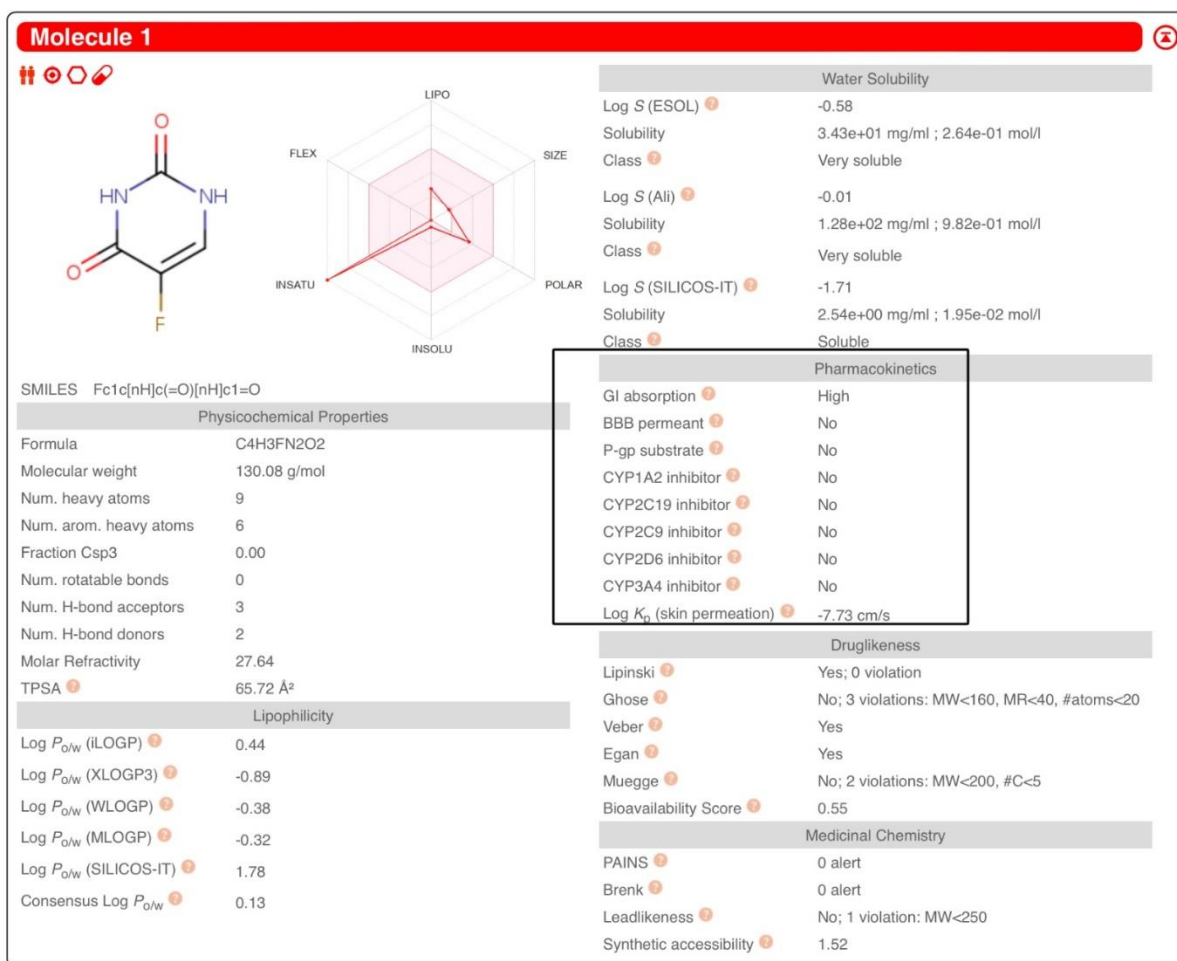 Molecule 1
O
HN
NH
O
F
LIPO
FLEX
SIZE
INSATU
POLAR
INSOLU
SMILES Fc1c[nH]c(=O)[nH]c1=O
Physicochemical Properties
Formula C4H3FN2O2
Molecular weight 130.08 g/mol
Num. heavy atoms 9
Num. arom. heavy atoms 6
Fraction Csp3 0.00
Num. rotatable bonds 0
Num. H-bond acceptors 3
Num. H-bond donors 2
Molar Refractivity 27.64
TPSA ? 65.72 Å²
Lipophilicity
Log Po/w (iLOGP) ? 0.44
Log Po/w (XLOGP3) ? -0.89
Log Po/w (WLOGP) ? -0.38
Log Po/w (MLOGP) ? -0.32
Log Po/w (SILICOS-IT) ? 1.78
Consensus Log Po/w ? 0.13
Water Solubility
Log S (ESOL) ? -0.58
Solubility 3.43e+01 mg/ml ; 2.64e-01 mol/l
Class ? Very soluble
Log S (Ali) ? -0.01
Solubility 1.28e+02 mg/ml ; 9.82e-01 mol/l
Class ? Very soluble
Log S (SILICOS-IT) ? -1.71
Solubility 2.54e+00 mg/ml ; 1.95e-02 mol/l
Class ? Soluble
Pharmacokinetics
GI absorption ? High
BBB permeant ? No
P-gp substrate ? No
CYP1A2 inhibitor ? No
CYP2C19 inhibitor ? No
CYP2C9 inhibitor ? No
CYP2D6 inhibitor ? No
CYP3A4 inhibitor ? No
Log Kp (skin permeation) ? -7.73 cm/s
Druglikeness
Lipinski ? Yes; 0 violation
Ghose ? No; 3 violations: MW<160, MR<40, #atoms<20
Veber ? Yes
Egan ? Yes
Muegge ? No; 2 violations: MW<200, #C<5
Bioavailability Score ? 0.55
Medicinal Chemistry
PAINS ? 0 alert
Brenk ? 0 alert
Leadlikeness ? No; 1 violation: MW<250
Synthetic accessibility ? 1.52